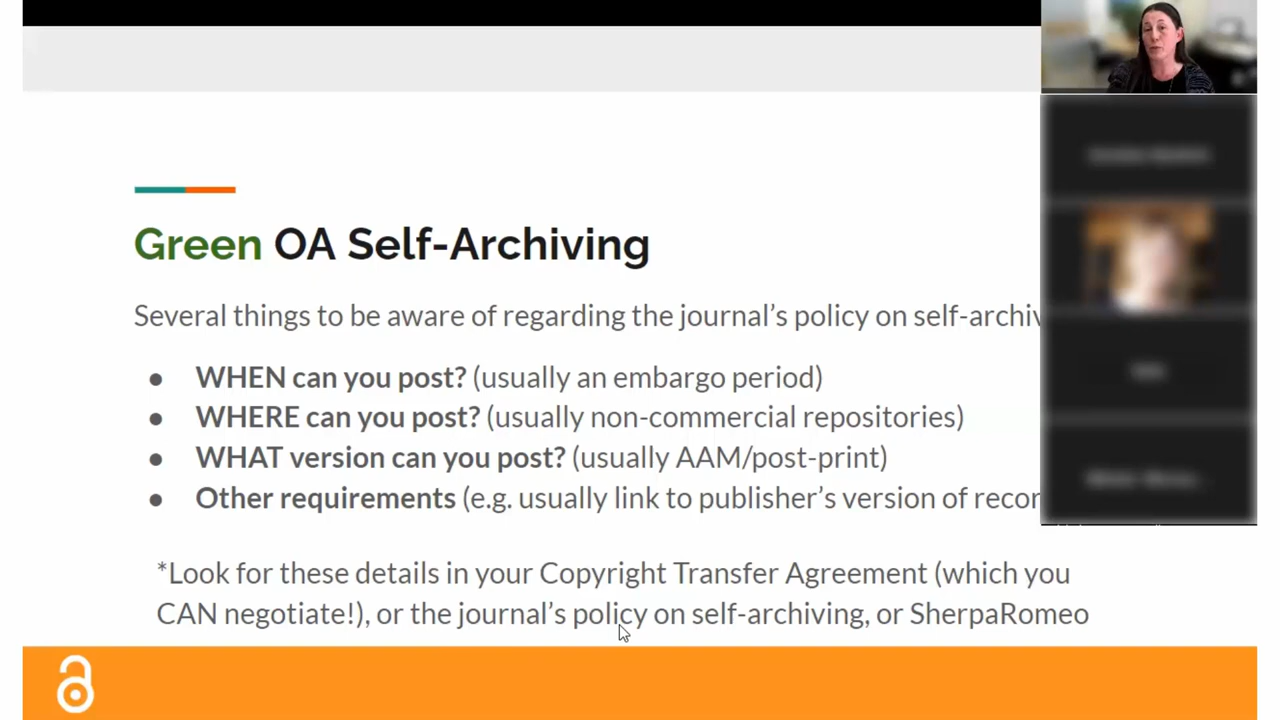 Green OA Self-Archiving
Several things to be aware of regarding the journal's policy on
● WHEN can you post? (usually an embargo period)
● WHERE can you post? (usually non-commercial repositories)
● WHAT version can you post? (usually AAM/post-print)
● Other requirements (e.g. usually link to publisher's version of
*Look for these details in your Copyright Transfer Agreement (which you
CAN negotiate!), or the journal's policy on self-archiving, or SherpaRomeo